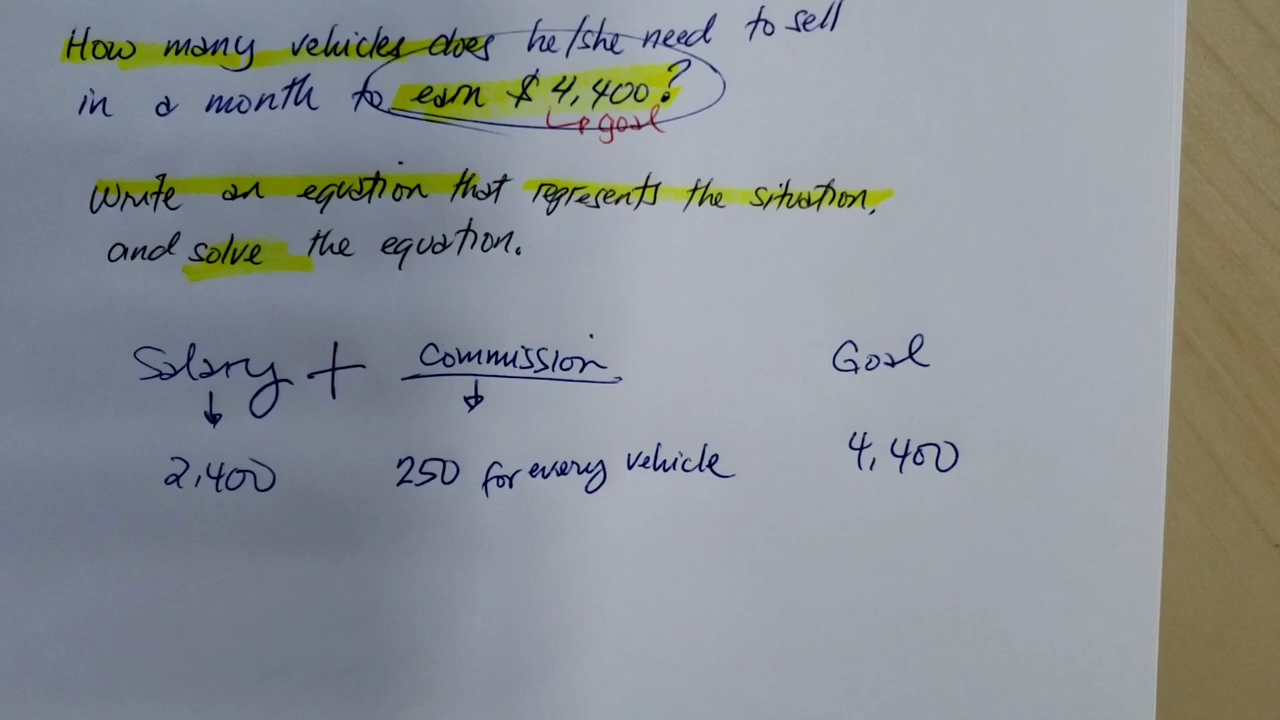 How many vehicles does he/she need to sell
in a month to earn $4,400?
goal
Write an equation that represents the situation,
and solve the equation.
Salary + Commission Goal
2,400 250 for every vehicle 4,400